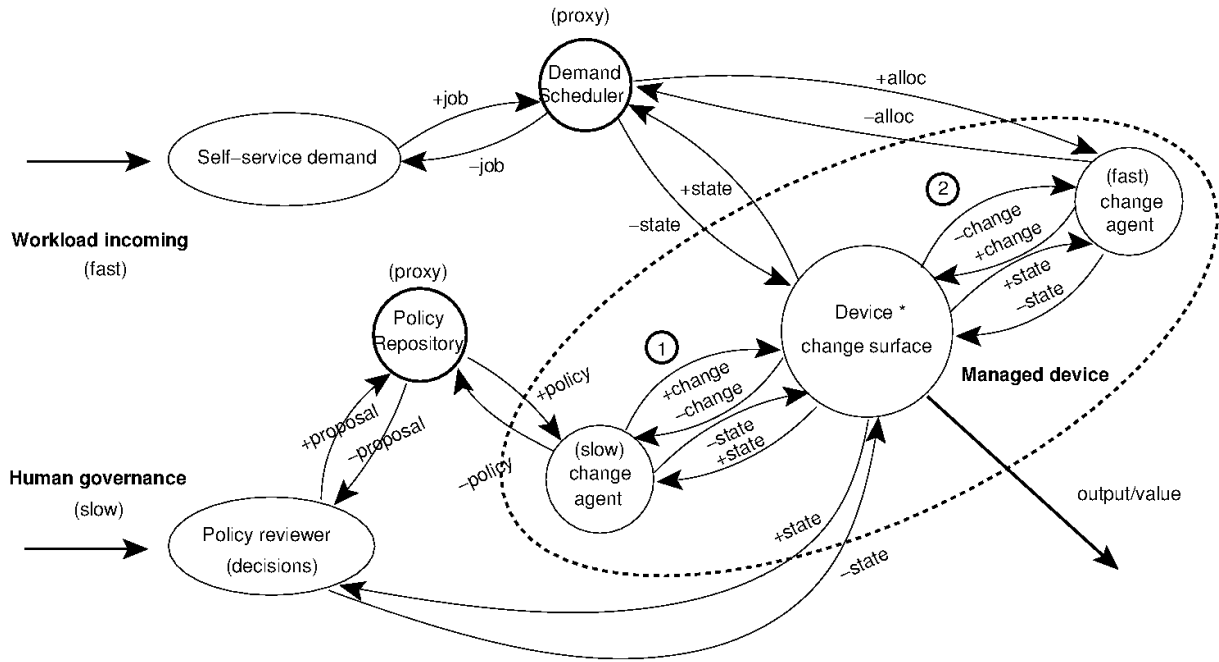 (proxy)
Demand
Scheduler
+job
−job
Self−service demand
+alloc
−alloc
(fast)
change
agent
2
−change
+change
+state
−state
+state
−state
Workload incoming
(fast)
(proxy)
Policy
Repository
Device *
change surface
Managed device
1
+change
−change
−state
+state
+policy
−policy
(slow)
change
agent
+proposal
−proposal
Human governance
(slow)
Policy reviewer
(decisions)
+state
−state
output/value